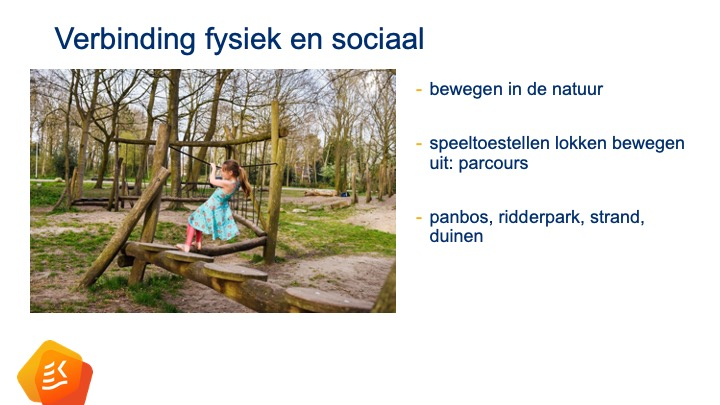 Verbinding fysiek en sociaal
- bewegen in de natuur
- speeltoestellen lokken bewegen
uit: parcours
- panbos, ridderpark, strand,
duinen